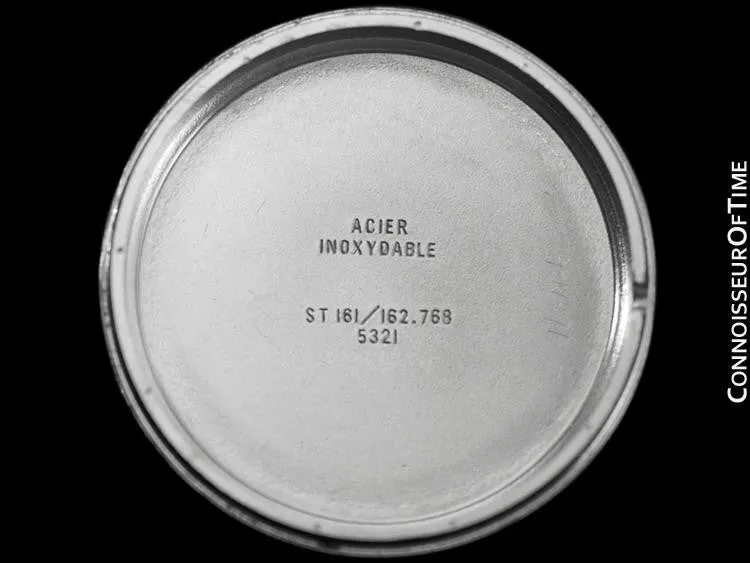 ACIER
INOXYDABLE
ST 161/162.768
5321
CONNOISSEUROFTIME